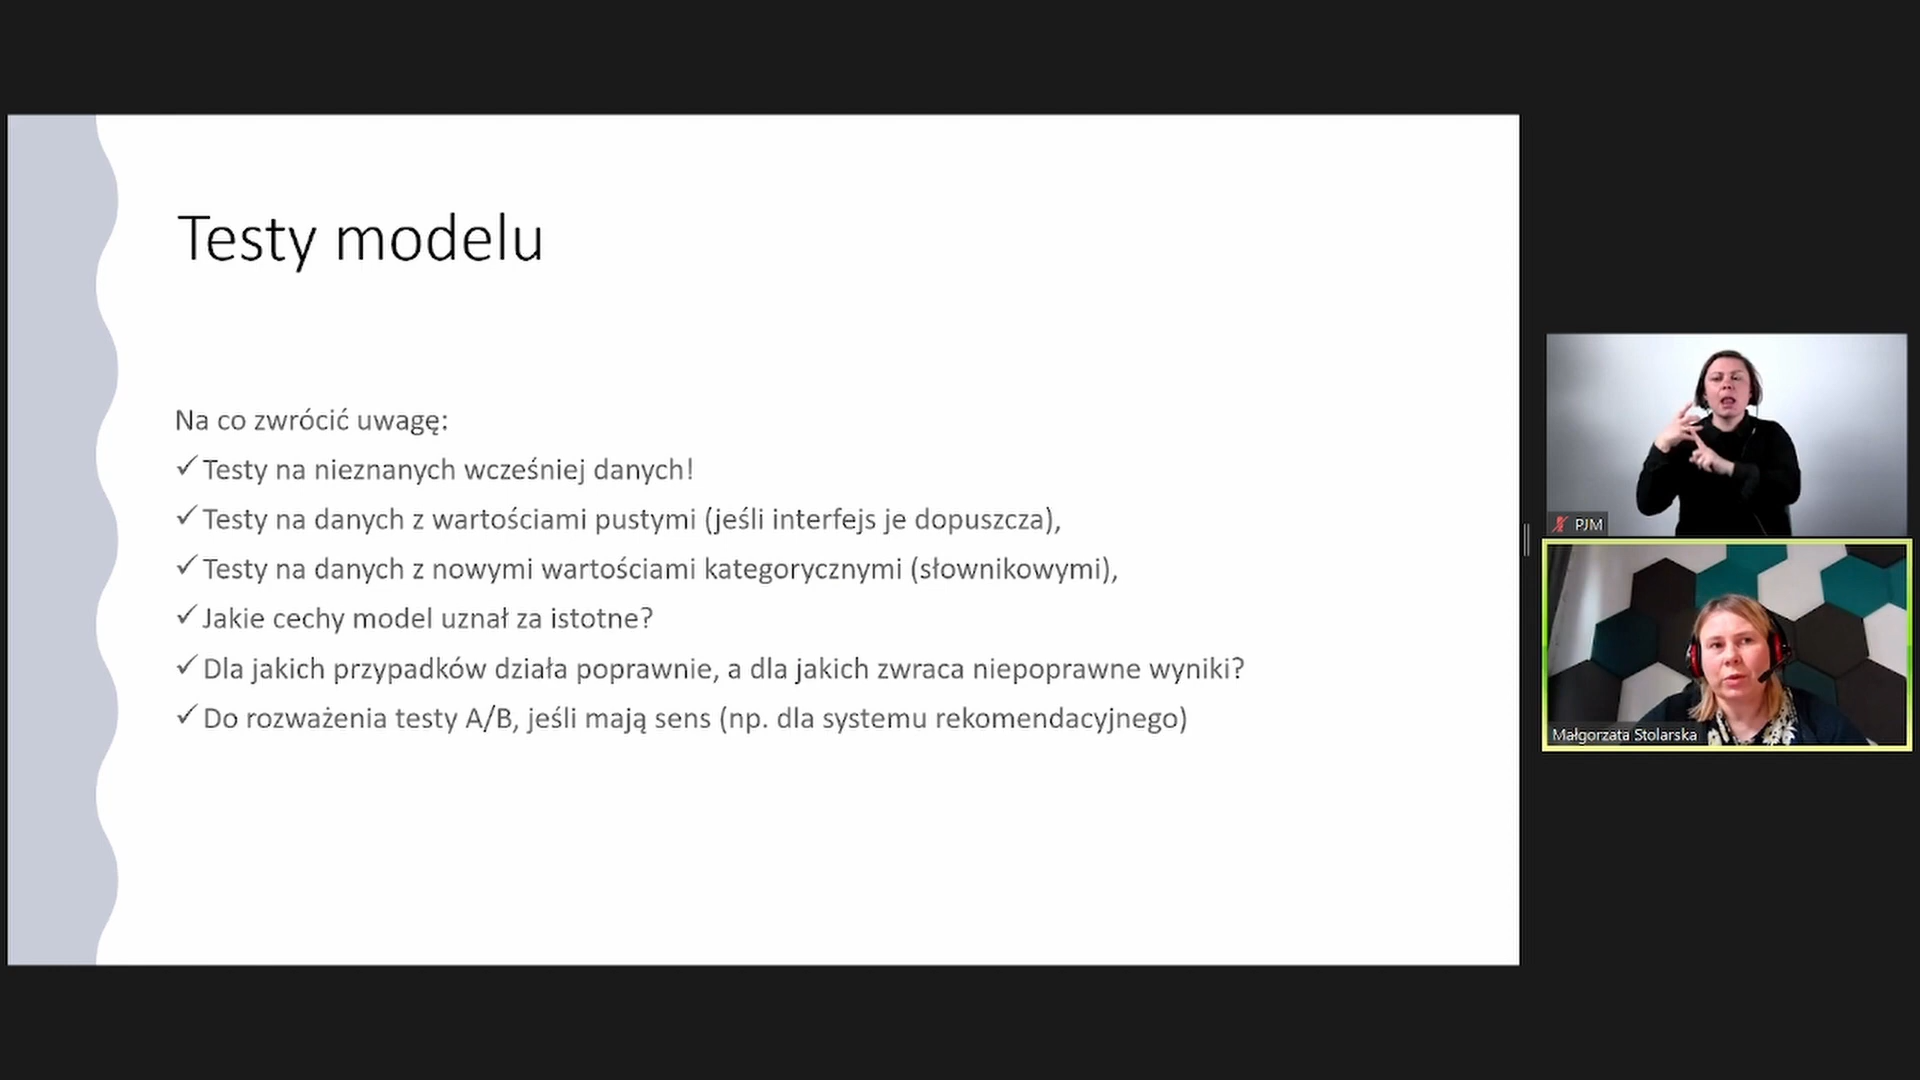 Testy modelu
Na co zwrócić uwagę:
✓Testy na nieznanych wcześniej danych!
✓Testy na danych z wartościami pustymi (jeśli interfejs je dopuszcza),
✓Testy na danych z nowymi wartościami kategorycznymi (słownikowymi),
✓Jakie cechy model uznał za istotne?
✓Dla jakich przypadków działa poprawnie, a dla jakich zwraca niepoprawne wyniki?
✓Do rozważenia testy A/B, jeśli mają sens (np. dla systemu rekomendacyjnego)
PJM
Małgorzata Stolarska